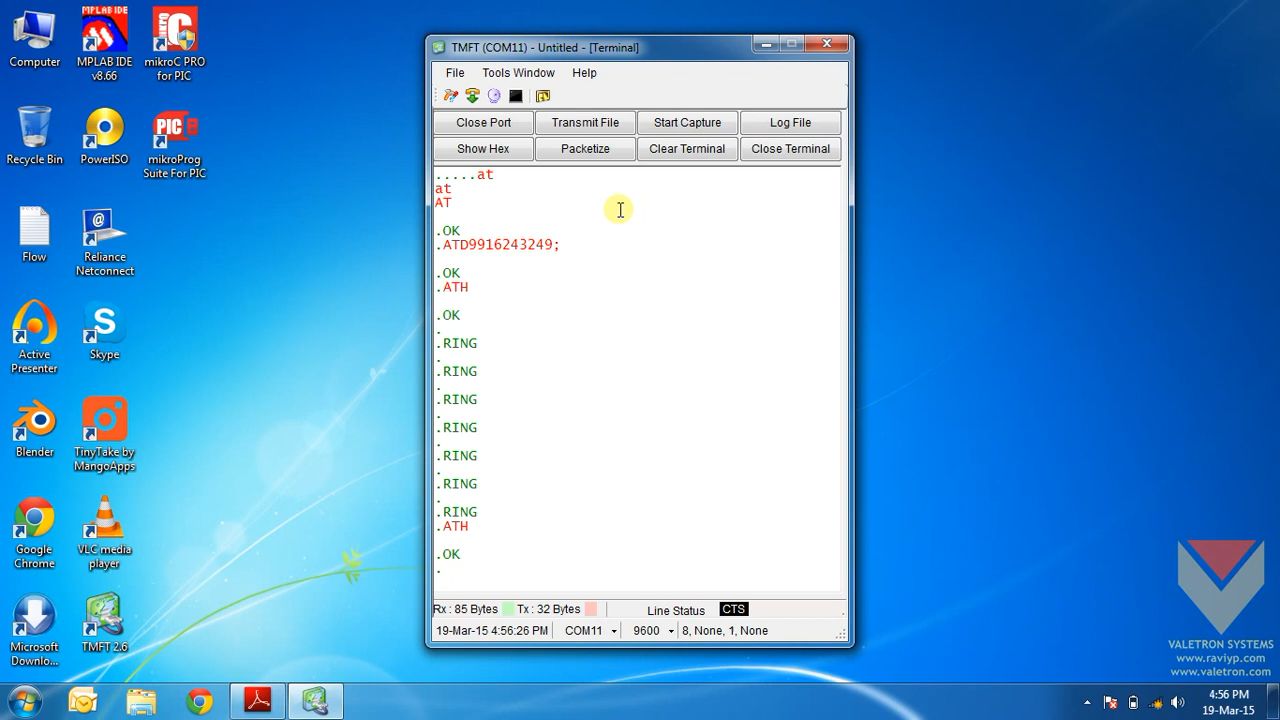 Computer
MPLAB IDE
v8.66
mikroC PRO
for PIC
Recycle Bin
PowerISO
mikroProg
Suite For PIC
Reliance
Netconnect
Active
Presenter
Skype
Blender
TinyTake by
MangoApps
Google
Chrome
VLC media
player
Microsoft
Downlo...
TMFT 2.6
MPLAB IDE
MIKRO
PIC
TMFT (COM11) - Untitled - [Terminal]
File Tools Window Help
Close Port Transmit File Start Capture Log File
Show Hex Packetize Clear Terminal Close Terminal
.....at
at
AT
.OK
.ATD9916243249;
.OK
.ATH
.OK
.
.RING
.
.RING
.
.RING
.
.RING
.
.RING
.
.RING
.
.RING
.ATH
.OK
.
Rx : 85 Bytes Tx : 32 Bytes Line Status CTS
19-Mar-15 4:56:26 PM COM11 9600 8, None, 1, None
VALETRON SYSTEMS
www.raviyp.com
www.valetron.com
4:56 PM
19-Mar-15